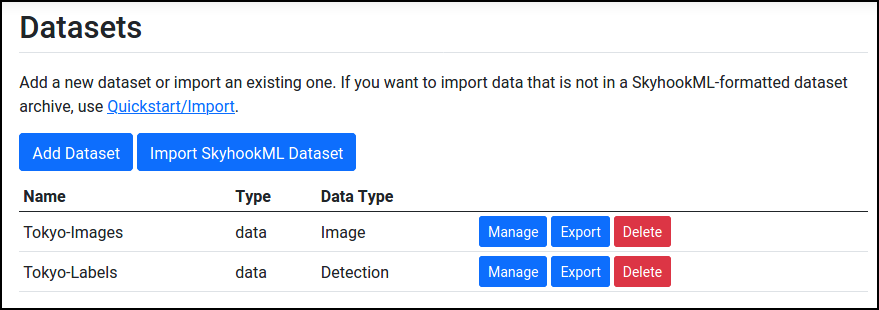 Datasets
Add a new dataset or import an existing one. If you want to import data that is not in a SkyhookML-formatted dataset
archive, use Quickstart/Import.
Add Dataset Import SkyhookML Dataset
Name Type Data Type
Tokyo-Images data Image Manage Export Delete
Tokyo-Labels data Detection Manage Export Delete